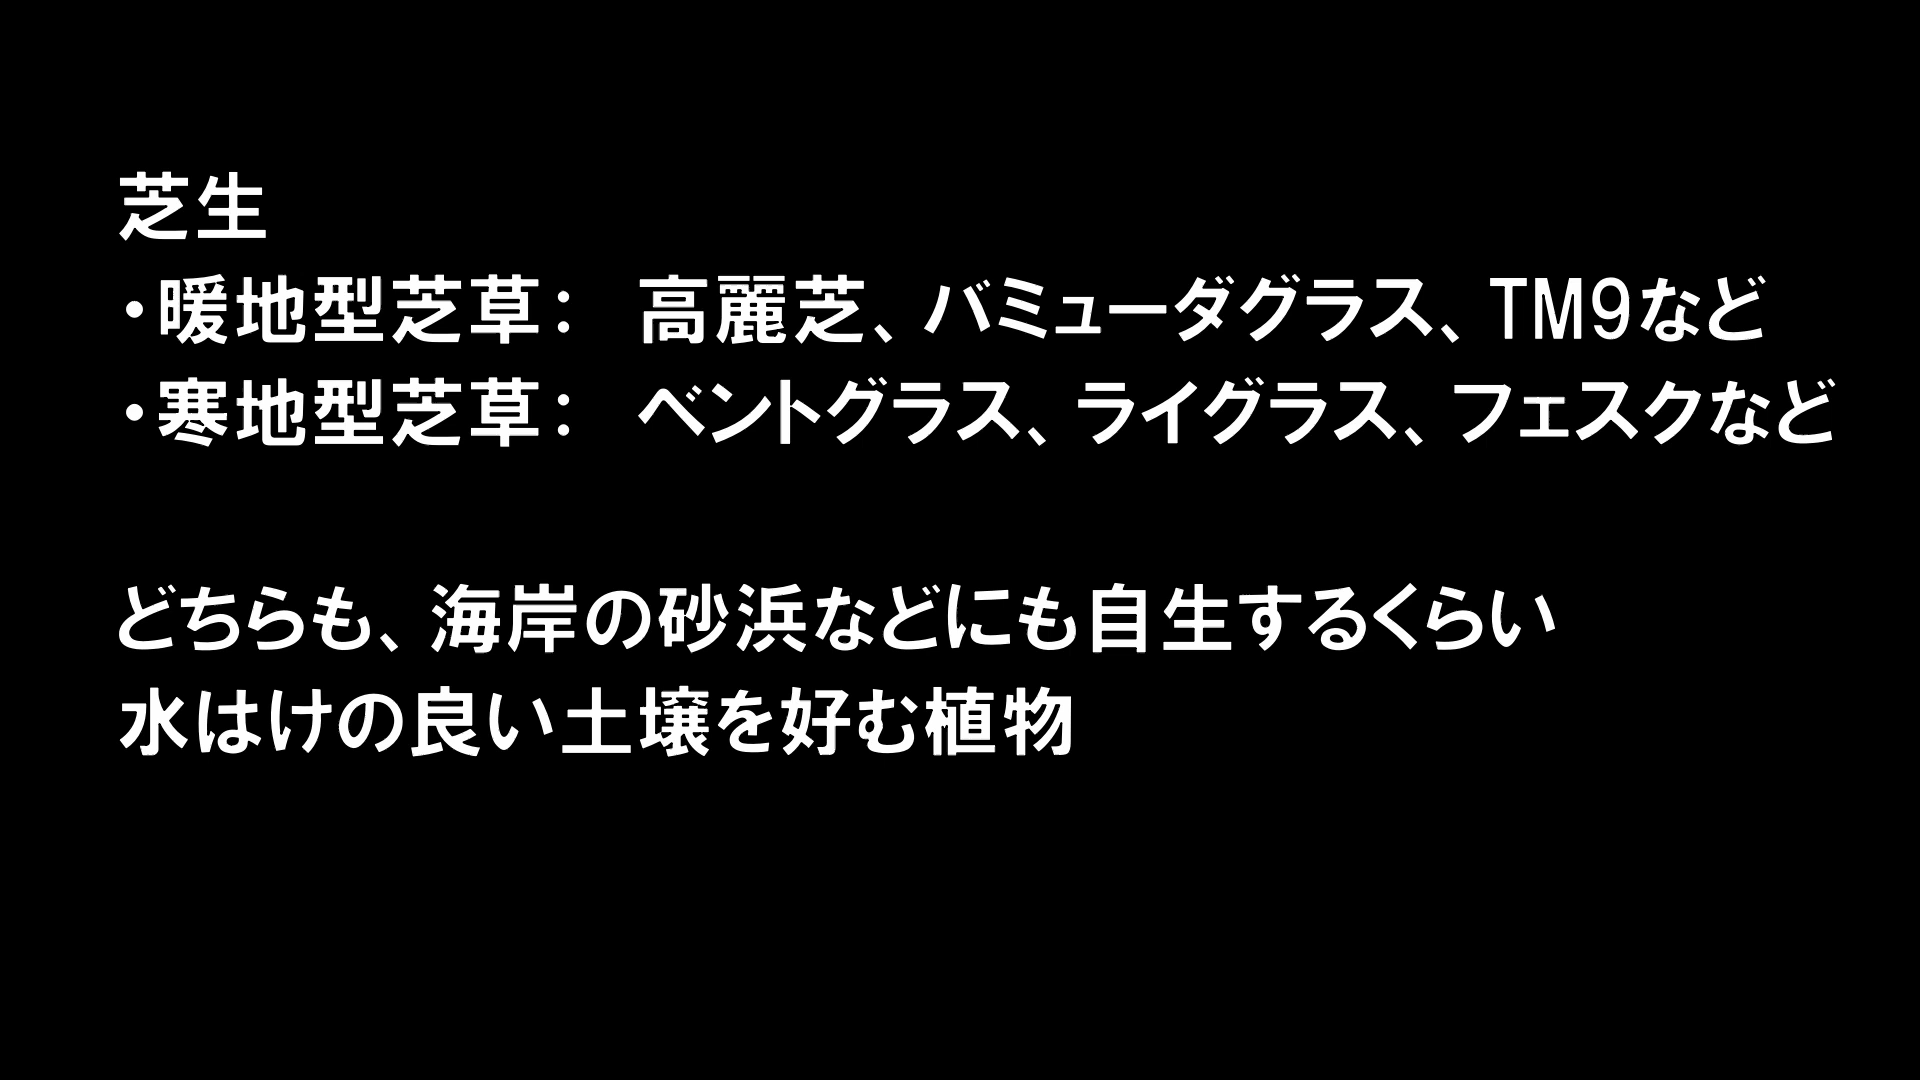 芝生
・暖地型芝草： 高麗芝、バミューダグラス、TM9など
・寒地型芝草： ベントグラス、ライグラス、フェスクなど
どちらも、海岸の砂浜などにも自生するくらい
水はけの良い土壌を好む植物